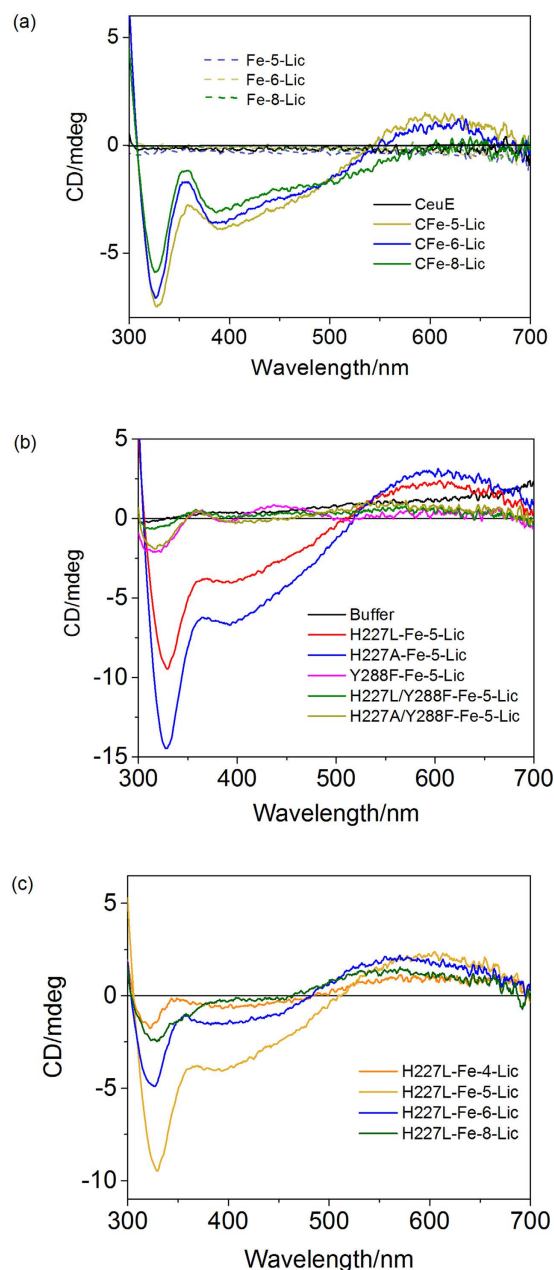 (a)
Fe-5-Lic
Fe-6-Lic
Fe-8-Lic
CD/mdeg
0
-5
CeuE
CFe-5-Lic
CFe-6-Lic
CFe-8-Lic
300 400 500 600 700
Wavelength/nm
(b)
5
0
-5
-10
-15
CD/mdeg
Buffer
H227L-Fe-5-Lic
H227A-Fe-5-Lic
Y288F-Fe-5-Lic
H227L/Y288F-Fe-5-Lic
H227A/Y288F-Fe-5-Lic
300 400 500 600 700
Wavelength/nm
(c)
5
0
-5
-10
CD/mdeg
H227L-Fe-4-Lic
H227L-Fe-5-Lic
H227L-Fe-6-Lic
H227L-Fe-8-Lic
300 400 500 600 700
Wavelength/nm